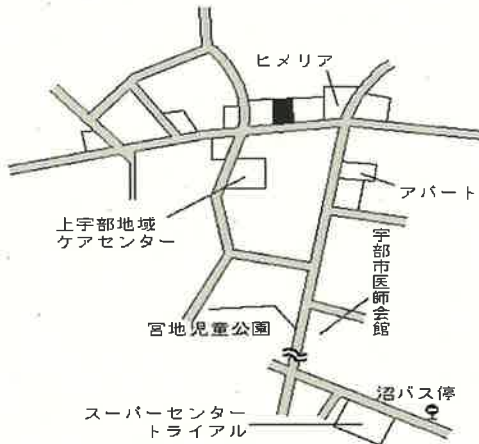 ヒメリア
アパート
上宇部地域
ケアセンター
宇部市医師会館
宮地児童公園
沼バス停
スーパーセンター
トライアル